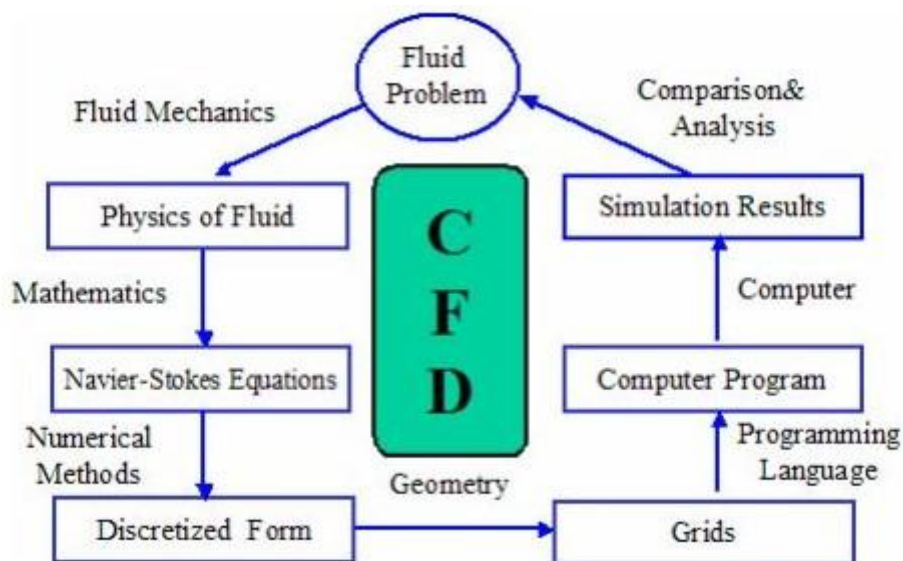 Fluid
Problem
Fluid Mechanics
Comparison&
Analysis
Physics of Fluid
Simulation Results
C
F
D
Mathematics
Computer
Navier-Stokes Equations
Computer Program
Numerical
Methods
Programming
Language
Geometry
Discretized Form
Grids